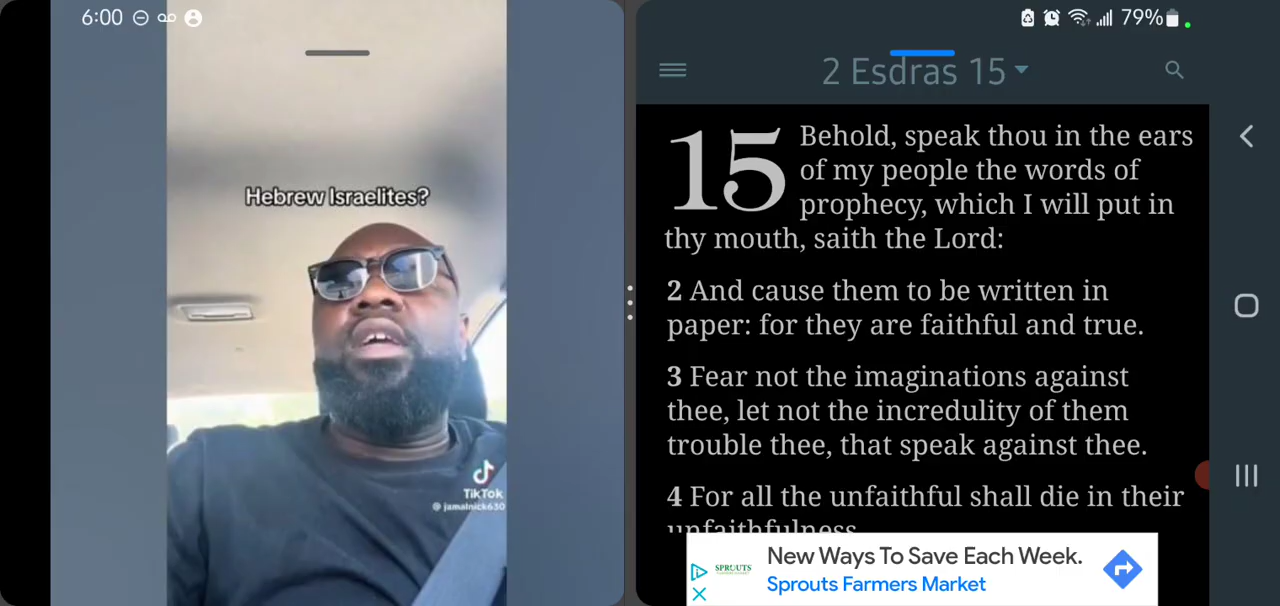 6:00
Hebrew Israelites?
TikTok
@jamalnick630
79%
2 Esdras 15
15 Behold, speak thou in the ears
of my people the words of
prophecy, which I will put in
thy mouth, saith the Lord:
2 And cause them to be written in
paper: for they are faithful and true.
3 Fear not the imaginations against
thee, let not the incredulity of them
trouble thee, that speak against thee.
4 For all the unfaithful shall die in their
unfaithfulness
New Ways To Save Each Week.
SPROUTS
Sprouts Farmers Market